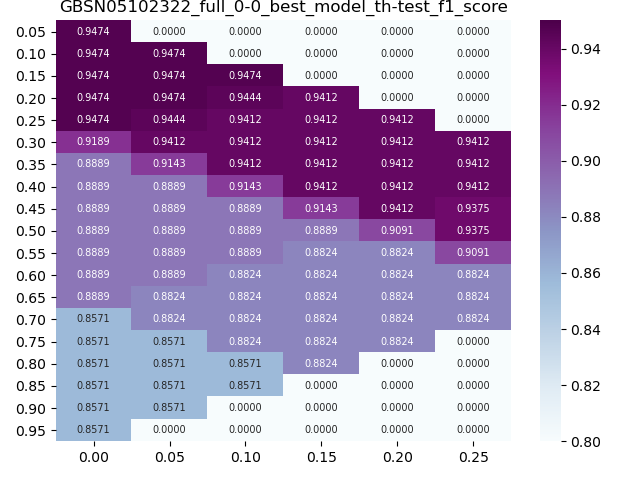 GBSN05102322_full_0-0_best_model_th-test_f1_score
0.05 0.9474 0.0000 0.0000 0.0000 0.0000 0.0000
0.10 0.9474 0.9474 0.0000 0.0000 0.0000 0.0000
0.15 0.9474 0.9474 0.9474 0.0000 0.0000 0.0000
0.20 0.9474 0.9474 0.9444 0.9412 0.0000 0.0000
0.25 0.9474 0.9444 0.9412 0.9412 0.9412 0.0000
0.30 0.9189 0.9412 0.9412 0.9412 0.9412 0.9412
0.35 0.8889 0.9143 0.9412 0.9412 0.9412 0.9412
0.40 0.8889 0.8889 0.9143 0.9412 0.9412 0.9412
0.45 0.8889 0.8889 0.8889 0.9143 0.9412 0.9375
0.50 0.8889 0.8889 0.8889 0.8889 0.9091 0.9375
0.55 0.8889 0.8889 0.8889 0.8824 0.8824 0.9091
0.60 0.8889 0.8889 0.8824 0.8824 0.8824 0.8824
0.65 0.8889 0.8824 0.8824 0.8824 0.8824 0.8824
0.70 0.8571 0.8824 0.8824 0.8824 0.8824 0.8824
0.75 0.8571 0.8571 0.8824 0.8824 0.8824 0.0000
0.80 0.8571 0.8571 0.8571 0.8824 0.0000 0.0000
0.85 0.8571 0.8571 0.8571 0.0000 0.0000 0.0000
0.90 0.8571 0.8571 0.0000 0.0000 0.0000 0.0000
0.95 0.8571 0.0000 0.0000 0.0000 0.0000 0.0000
0.00 0.05 0.10 0.15 0.20 0.25
0.94
0.92
0.90
0.88
0.86
0.84
0.82
0.80